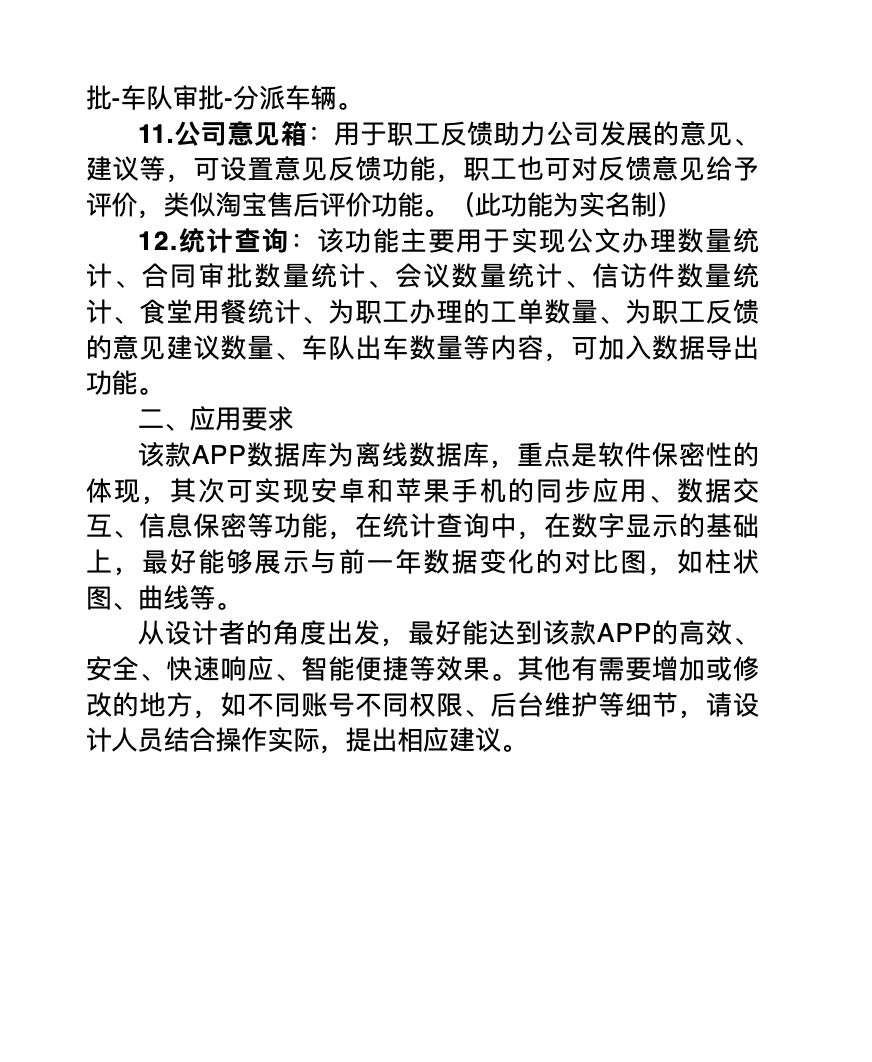 批-车队审批-分派车辆。
11.公司意见箱：用于职工反馈助力公司发展的意见、
建议等，可设置意见反馈功能，职工也可对反馈意见给予
评价，类似淘宝售后评价功能。（此功能为实名制）
12.统计查询：该功能主要用于实现公文办理数量统
计、合同审批数量统计、会议数量统计、信访件数量统
计、食堂用餐统计、为职工办理的工单数量、为职工反馈
的意见建议数量、车队出车数量等内容，可加入数据导出
功能。
二、应用要求
该款APP数据库为离线数据库，重点是软件保密性的
体现，其次可实现安卓和苹果手机的同步应用、数据交
互、信息保密等功能，在统计查询中，在数字显示的基础
上，最好能够展示与前一年数据变化的对比图，如柱状
图、曲线等。
从设计者的角度出发，最好能达到该款APP的高效、
安全、快速响应、智能便捷等效果。其他有需要增加或修
改的地方，如不同账号不同权限、后台维护等细节，请设
计人员结合操作实际，提出相应建议。